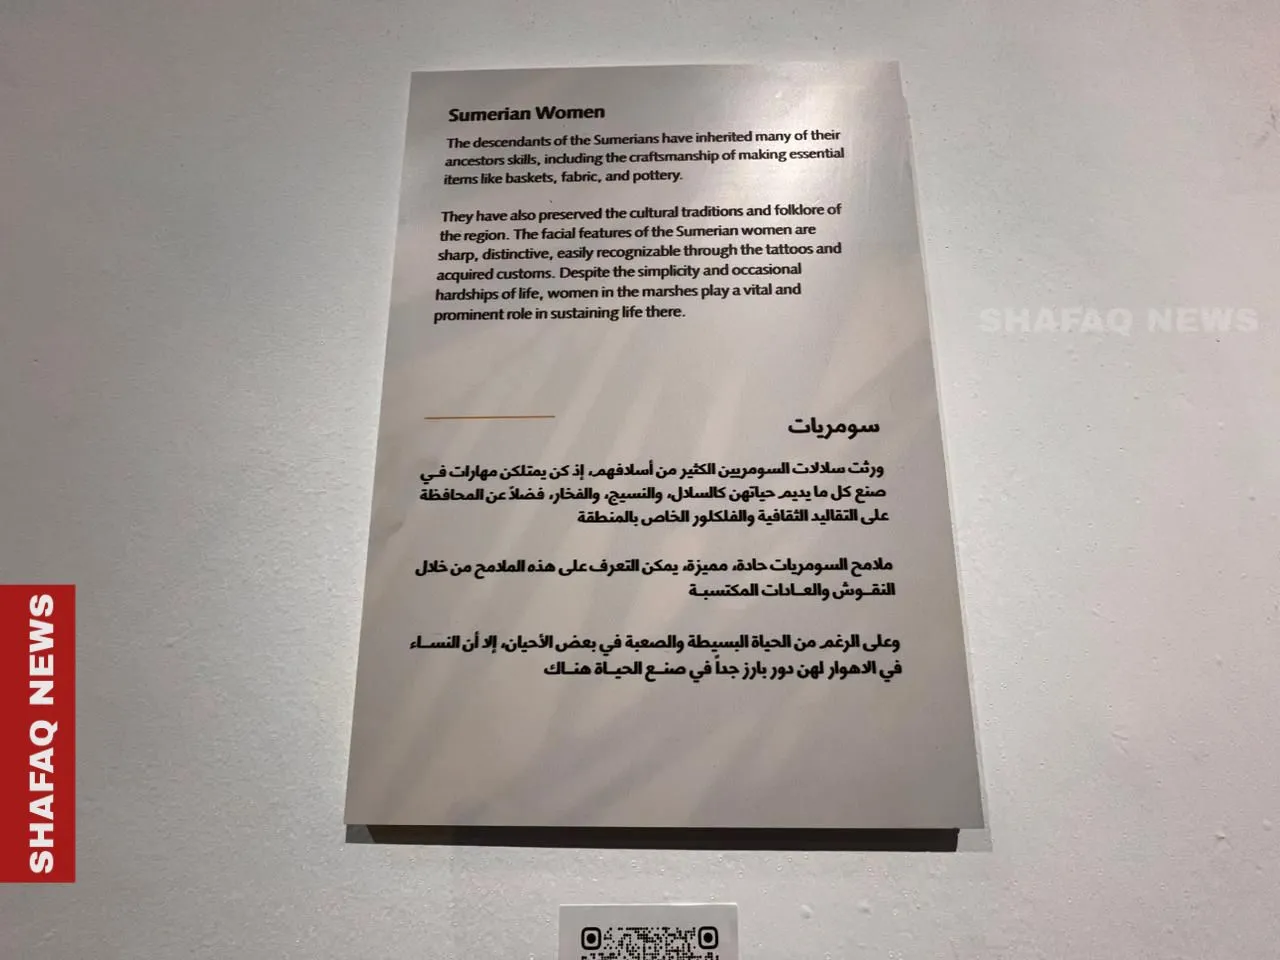 Sumerian Women
The descendants of the Sumerians have inherited many of their
ancestors skills, including the craftsmanship of making essential
items like baskets, fabric, and pottery.
They have also preserved the cultural traditions and folklore of
the region. The facial features of the Sumerian women are
sharp, distinctive, easily recognizable through the tattoos and
acquired customs. Despite the simplicity and occasional
hardships of life, women in the marshes play a vital and
prominent role in sustaining life there.
سومريات
ورثت سلالات السومريين الكثير من أسلافهم، إذ كن يمتلكن مهارات في
صنع كل ما يديم حياتهن كالسلال، والنسيج، والفخار، فضلاً عن المحافظة
على التقاليد الثقافية والفلكلور الخاص بالمنطقة
ملامح السومريات حادة، مميزة، يمكن التعرف على هذه الملامح من خلال
النقـوش والعـادات المكتسبـة
وعلى الرغم من الحياة البسيطة والصعبة في بعض الأحيان، إلا أن النسـاء
في الاهوار لهن دور بارز جداً في صنـع الحيـاة هنـاك
SHAFAQ NEWS
SHAFAQ NEWS